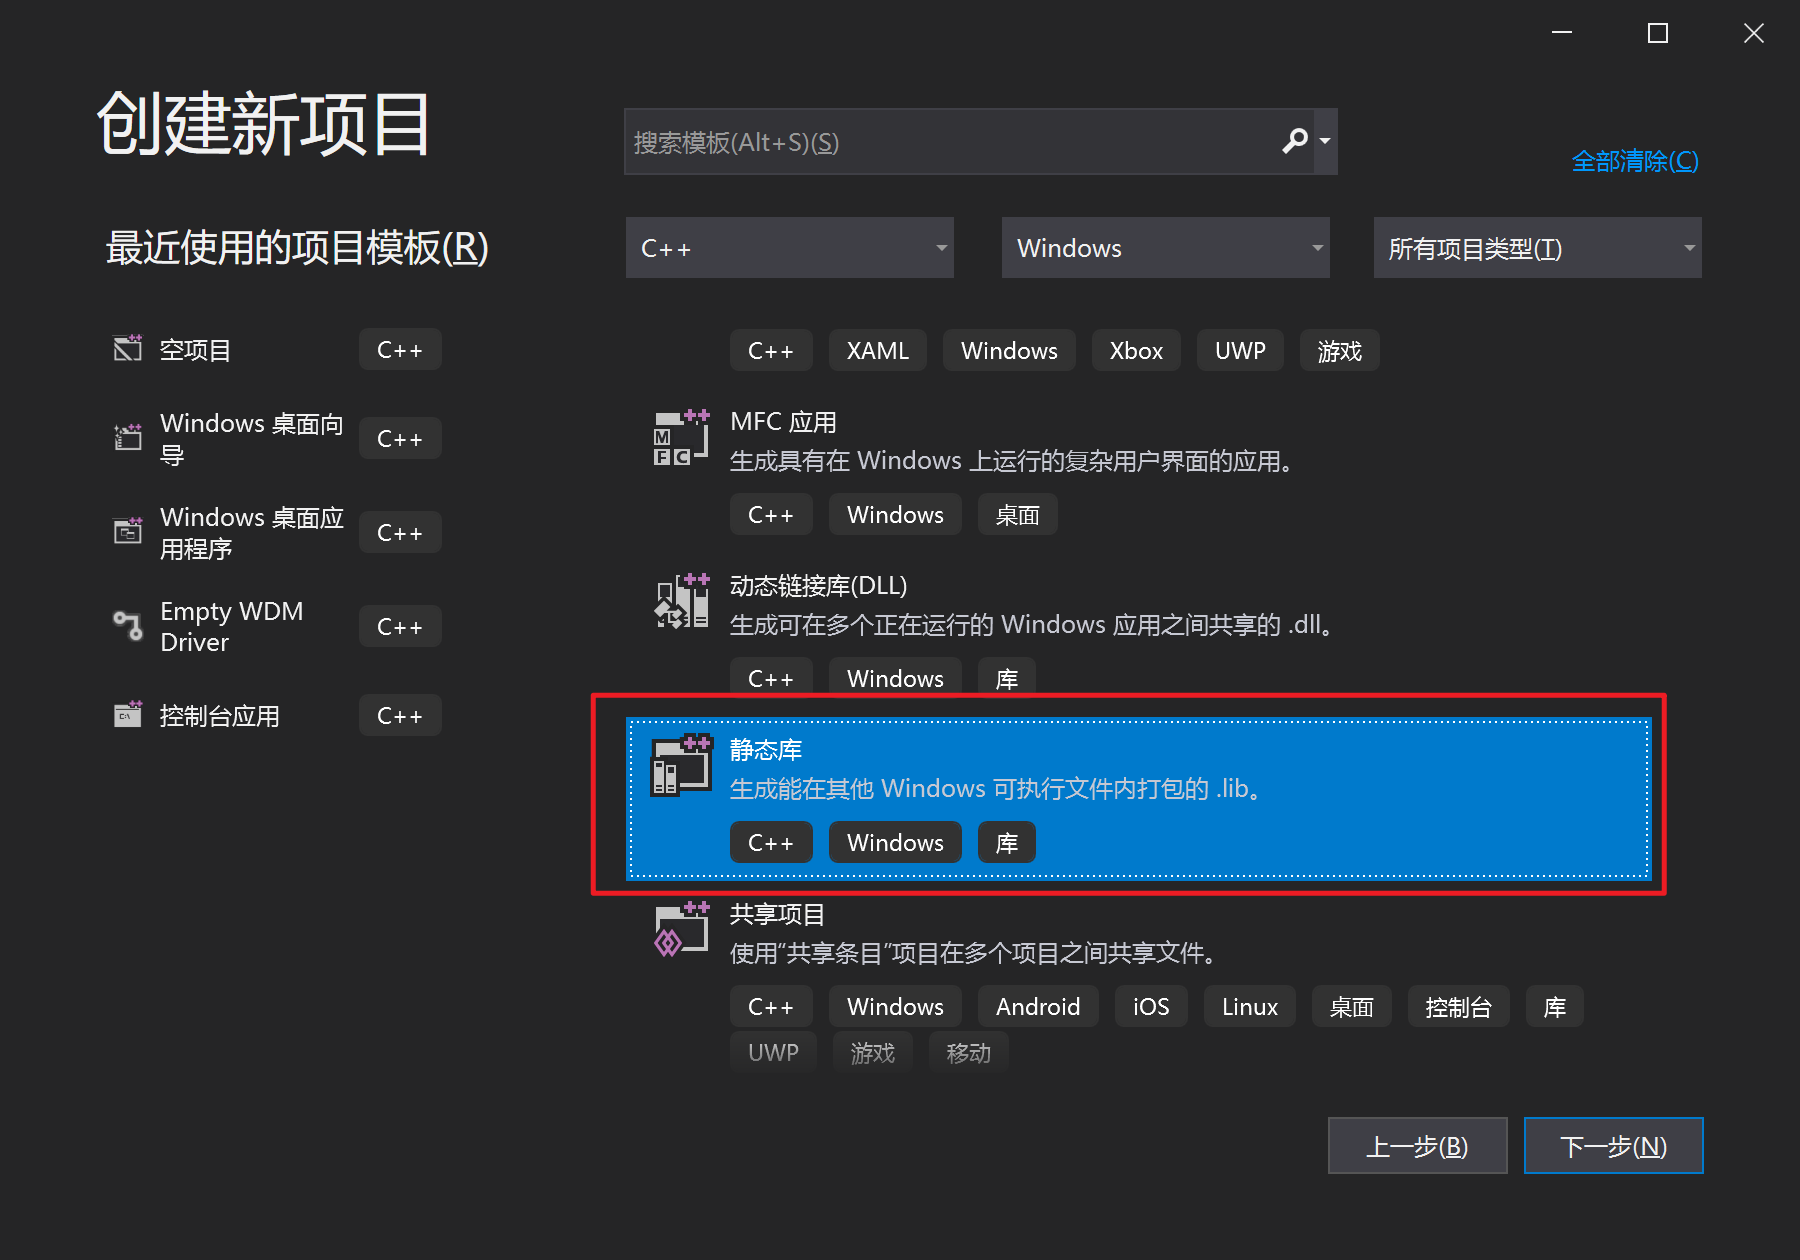 创建新项目
搜索模板(Alt+S)(S)
全部清除(C)
最近使用的项目模板(R)
C++
Windows
所有项目类型(T)
空项目
C++
Windows 桌面向
导
C++
Windows 桌面应
用程序
C++
Empty WDM
Driver
C++
控制台应用
C++
C++ XAML Windows Xbox UWP 游戏
MFC 应用
生成具有在 Windows 上运行的复杂用户界面的应用。
C++ Windows 桌面
动态链接库(DLL)
生成可在多个正在运行的 Windows 应用之间共享的 .dll。
C++ Windows 库
静态库
生成能在其他 Windows 可执行文件内打包的 .lib。
C++ Windows 库
共享项目
使用“共享条目”项目在多个项目之间共享文件。
C++ Windows Android iOS Linux 桌面 控制台 库
UWP 游戏 移动
上一步(B)
下一步(N)